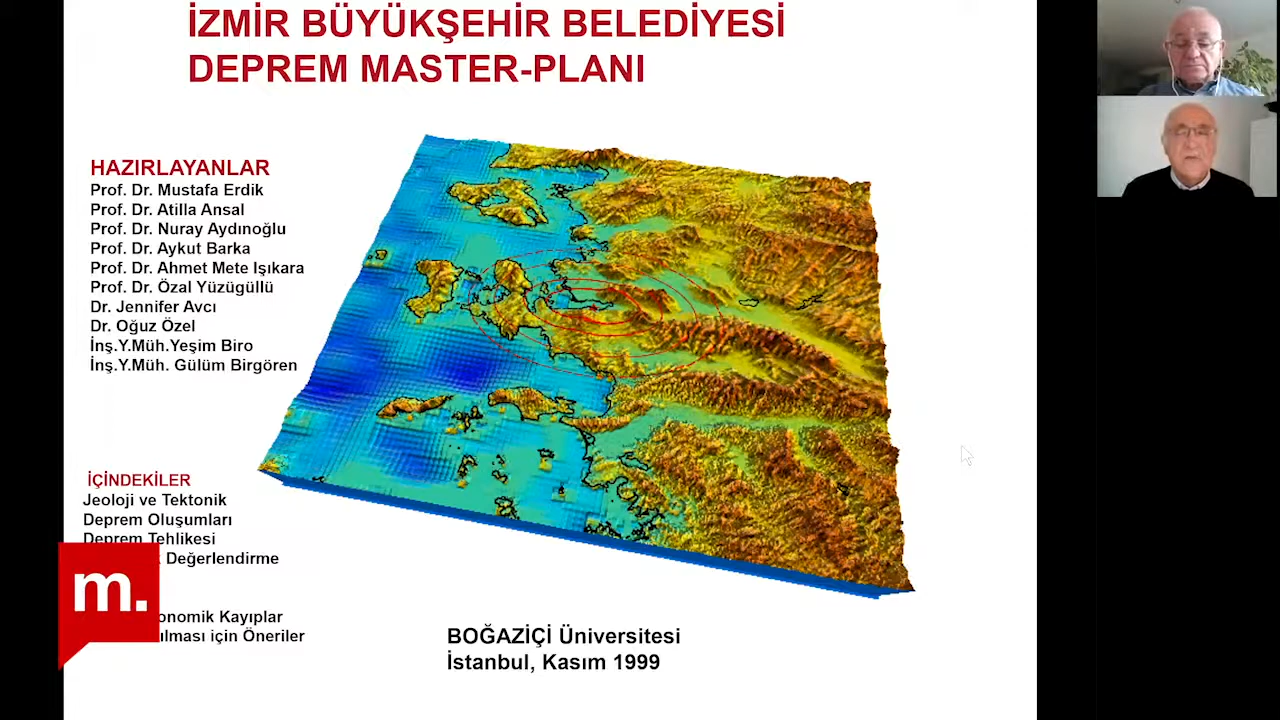 İZMİR BÜYÜKŞEHİR BELEDİYESİ
DEPREM MASTER-PLANI
HAZIRLAYANLAR
Prof. Dr. Mustafa Erdik
Prof. Dr. Atilla Ansal
Prof. Dr. Nuray Aydınoğlu
Prof. Dr. Aykut Barka
Prof. Dr. Ahmet Mete Işıkara
Prof. Dr. Özal Yüzügüllü
Dr. Jennifer Avcı
Dr. Oğuz Özel
İnş.Y.Müh.Yeşim Biro
İnş.Y.Müh. Gülüm Birgören
İÇİNDEKİLER
Jeoloji ve Tektonik
Deprem Oluşumları
Deprem Tehlikesi
Değerlendirme
m.
Kayıplar
için Öneriler
BOĞAZİÇİ Üniversitesi
İstanbul, Kasım 1999